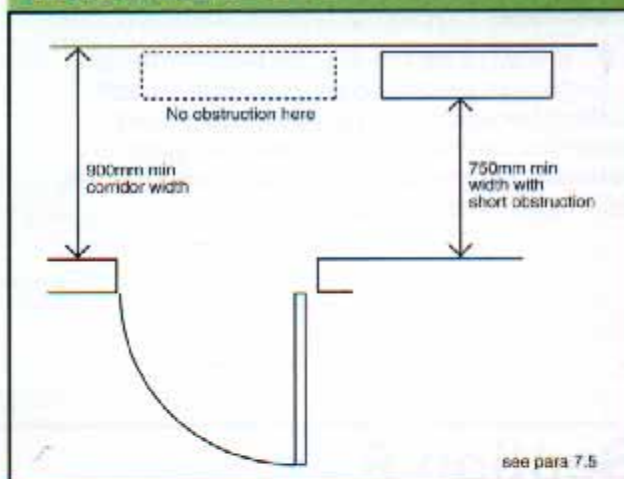 No obstruction here
900mm min
corridor width
750mm min
width with
short obstruction
see para 7.5